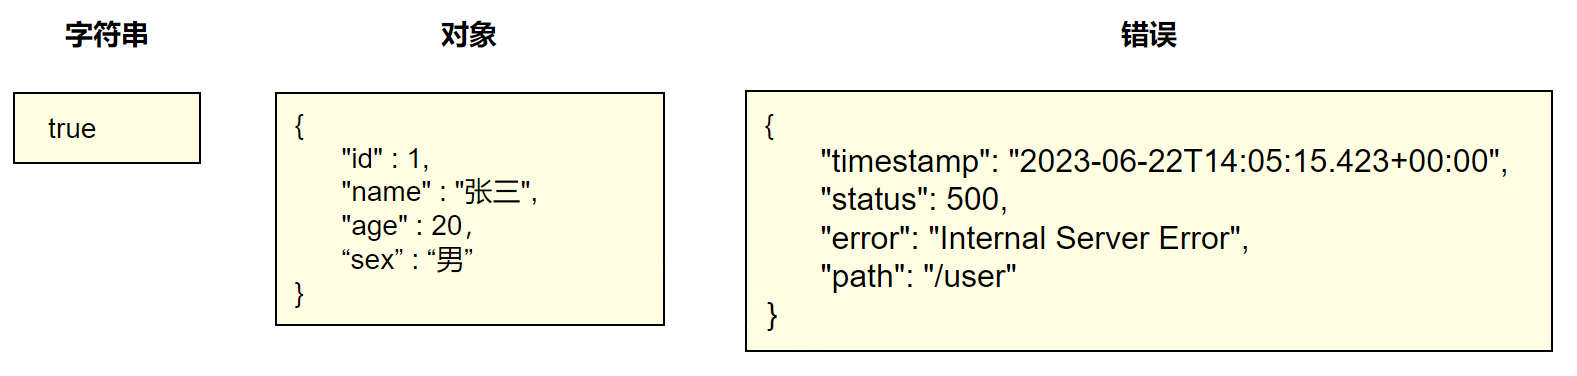 字符串
true
对象
{
"id" : 1,
"name" : "张三",
"age" : 20，
“sex” : “男”
}
错误
{
"timestamp": "2023-06-22T14:05:15.423+00:00",
"status": 500,
"error": "Internal Server Error",
"path": "/user"
}